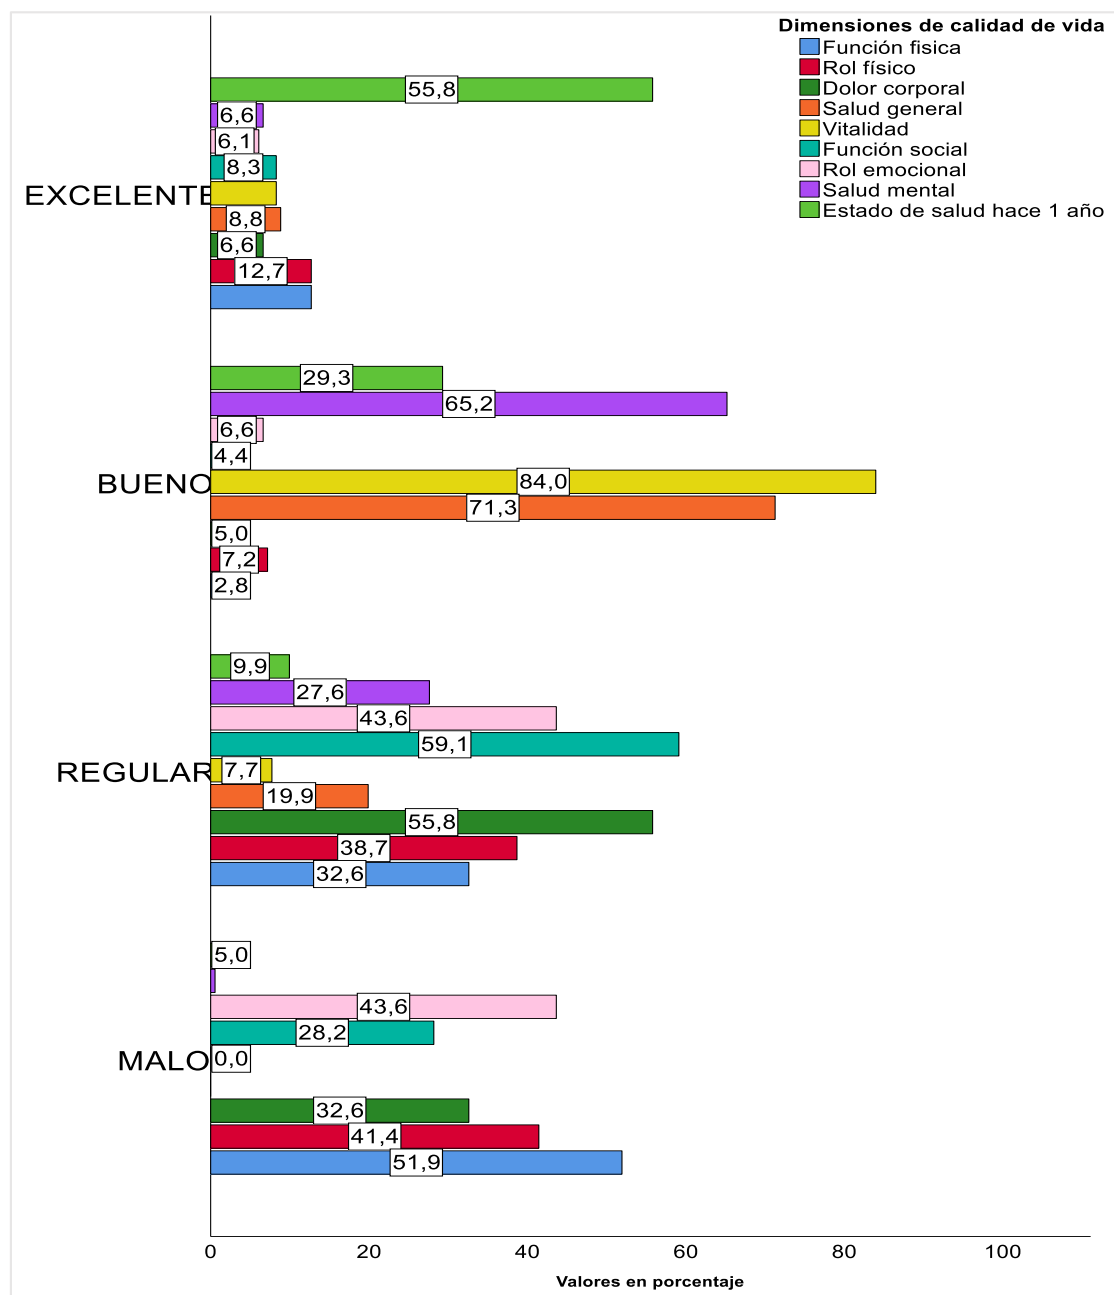 Dimensiones de calidad de vida
Función fisica
Rol físico
Dolor corporal
Salud general
Vitalidad
Función social
Rol emocional
Salud mental
Estado de salud hace 1 año
EXCELENTE
55,8
6,6
6,1
8,3
8,8
6,6
12,7
BUENO
29,3
65,2
6,6
4,4
84,0
71,3
5,0
7,2
2,8
REGULAR
9,9
27,6
43,6
59,1
7,7
19,9
55,8
38,7
32,6
MALO
5,0
43,6
28,2
0,0
32,6
41,4
51,9
0 20 40 60 80 100
Valores en porcentaje